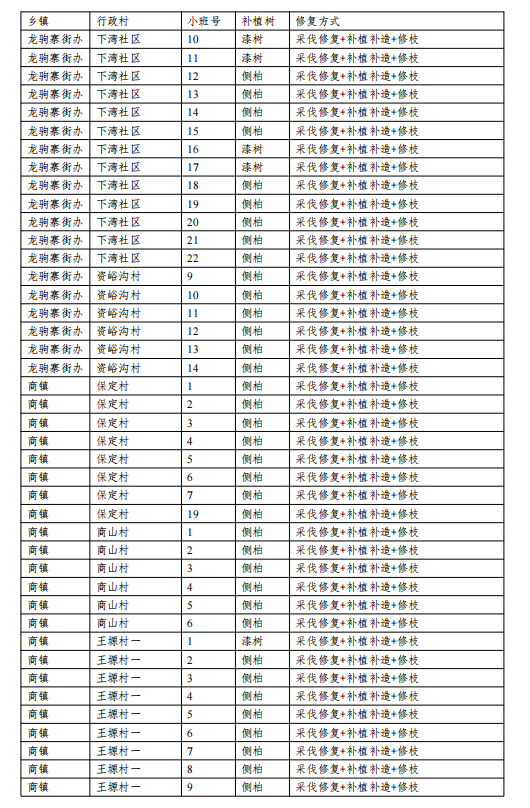 乡镇 行政村 小班号 补植树 修复方式
龙驹寨街办 下湾社区 10 漆树 采伐修复+补植补造+修枝
龙驹寨街办 下湾社区 11 漆树 采伐修复+补植补造+修枝
龙驹寨街办 下湾社区 12 侧柏 采伐修复+补植补造+修枝
龙驹寨街办 下湾社区 13 侧柏 采伐修复+补植补造+修枝
龙驹寨街办 下湾社区 14 侧柏 采伐修复+补植补造+修枝
龙驹寨街办 下湾社区 15 侧柏 采伐修复+补植补造+修枝
龙驹寨街办 下湾社区 16 漆树 采伐修复+补植补造+修枝
龙驹寨街办 下湾社区 17 漆树 采伐修复+补植补造+修枝
龙驹寨街办 下湾社区 18 侧柏 采伐修复+补植补造+修枝
龙驹寨街办 下湾社区 19 侧柏 采伐修复+补植补造+修枝
龙驹寨街办 下湾社区 20 侧柏 采伐修复+补植补造+修枝
龙驹寨街办 下湾社区 21 侧柏 采伐修复+补植补造+修枝
龙驹寨街办 下湾社区 22 侧柏 采伐修复+补植补造+修枝
龙驹寨街办 资峪沟村 9 侧柏 采伐修复+补植补造+修枝
龙驹寨街办 资峪沟村 10 侧柏 采伐修复+补植补造+修枝
龙驹寨街办 资峪沟村 11 侧柏 采伐修复+补植补造+修枝
龙驹寨街办 资峪沟村 12 侧柏 采伐修复+补植补造+修枝
龙驹寨街办 资峪沟村 13 侧柏 采伐修复+补植补造+修枝
龙驹寨街办 资峪沟村 14 侧柏 采伐修复+补植补造+修枝
商镇 保定村 1 侧柏 采伐修复+补植补造+修枝
商镇 保定村 2 侧柏 采伐修复+补植补造+修枝
商镇 保定村 3 侧柏 采伐修复+补植补造+修枝
商镇 保定村 4 侧柏 采伐修复+补植补造+修枝
商镇 保定村 5 侧柏 采伐修复+补植补造+修枝
商镇 保定村 6 侧柏 采伐修复+补植补造+修枝
商镇 保定村 7 侧柏 采伐修复+补植补造+修枝
商镇 保定村 19 侧柏 采伐修复+补植补造+修枝
商镇 商山村 1 侧柏 采伐修复+补植补造+修枝
商镇 商山村 2 侧柏 采伐修复+补植补造+修枝
商镇 商山村 3 侧柏 采伐修复+补植补造+修枝
商镇 商山村 4 侧柏 采伐修复+补植补造+修枝
商镇 商山村 5 侧柏 采伐修复+补植补造+修枝
商镇 商山村 6 侧柏 采伐修复+补植补造+修枝
商镇 王塬村一 1 漆树 采伐修复+补植补造+修枝
商镇 王塬村一 2 侧柏 采伐修复+补植补造+修枝
商镇 王塬村一 3 侧柏 采伐修复+补植补造+修枝
商镇 王塬村一 4 侧柏 采伐修复+补植补造+修枝
商镇 王塬村一 5 侧柏 采伐修复+补植补造+修枝
商镇 王塬村一 6 侧柏 采伐修复+补植补造+修枝
商镇 王塬村一 7 侧柏 采伐修复+补植补造+修枝
商镇 王塬村一 8 侧柏 采伐修复+补植补造+修枝
商镇 王塬村一 9 侧柏 采伐修复+补植补造+修枝